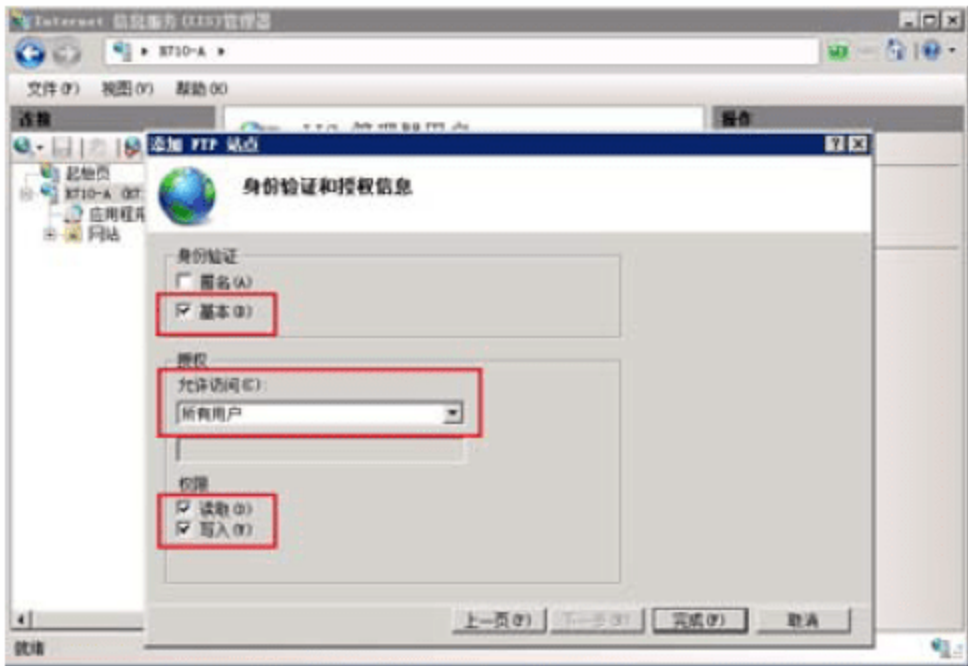 Internet 信息服务(IIS)管理器
N710-A
文件(F) 视图(V) 帮助(H)
连接
操作
添加 FTP 站点
起始页
应用程序
网站
身份验证和授权信息
身份验证
匿名(A)
基本(B)
授权
允许访问(C):
所有用户
权限
读取(D)
写入(W)
上一页(P) 下一步(N) 完成(F) 取消
就绪